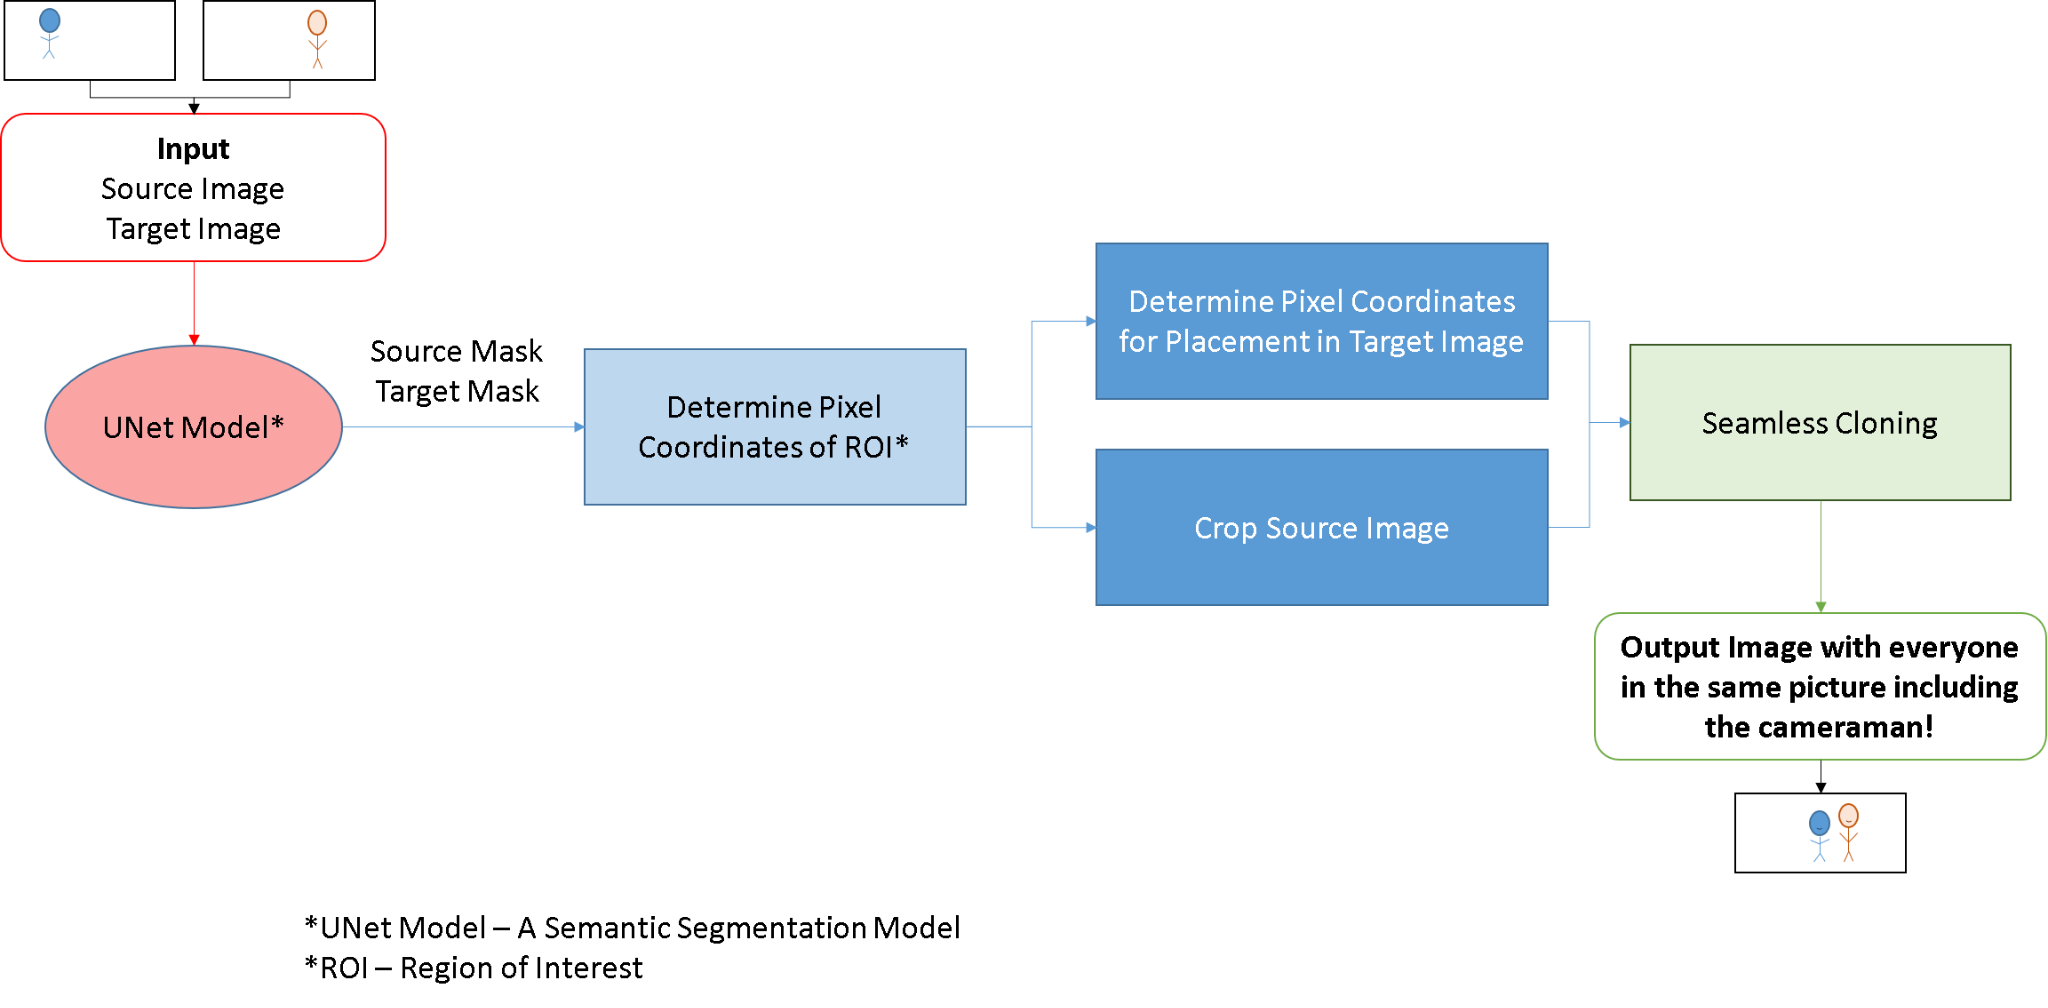 Input
Source Image
Target Image
UNet Model*
Source Mask
Target Mask
Determine Pixel
Coordinates of ROI*
Determine Pixel Coordinates
for Placement in Target Image
Crop Source Image
Seamless Cloning
Output Image with everyone
in the same picture including
the cameraman!
*UNet Model – A Semantic Segmentation Model
*ROI – Region of Interest